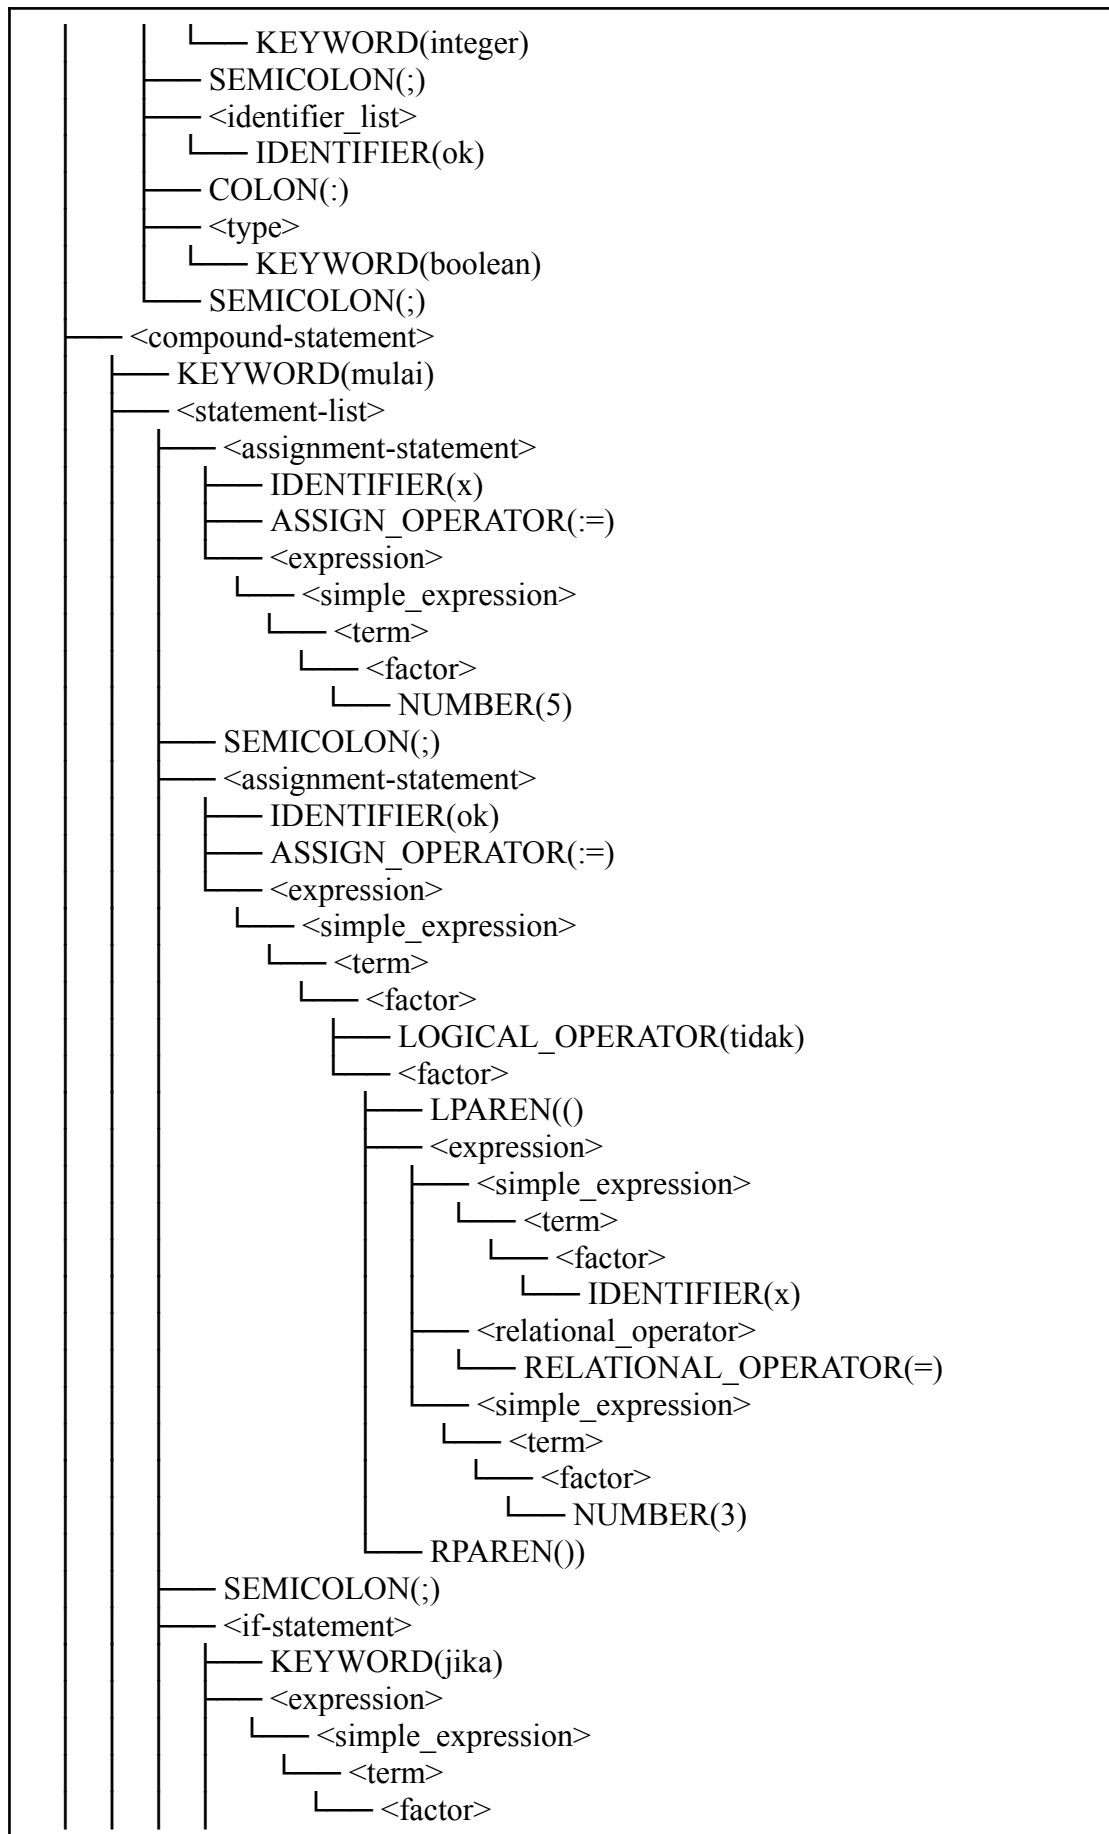 KEYWORD(integer)
SEMICOLON(;)
<identifier_list>
IDENTIFIER(ok)
COLON(:)
<type>
KEYWORD(boolean)
SEMICOLON(;)
<compound-statement>
KEYWORD(mulai)
<statement-list>
<assignment-statement>
IDENTIFIER(x)
ASSIGN_OPERATOR(:=)
<expression>
<simple_expression>
<term>
<factor>
NUMBER(5)
SEMICOLON(;)
<assignment-statement>
IDENTIFIER(ok)
ASSIGN_OPERATOR(:=)
<expression>
<simple_expression>
<term>
<factor>
LOGICAL_OPERATOR(tidak)
<factor>
LPAREN(()
<expression>
<simple_expression>
<term>
<factor>
IDENTIFIER(x)
<relational_operator>
RELATIONAL_OPERATOR(=)
<simple_expression>
<term>
<factor>
NUMBER(3)
RPAREN())
SEMICOLON(;)
<if-statement>
KEYWORD(jika)
<expression>
<simple_expression>
<term>
<factor>